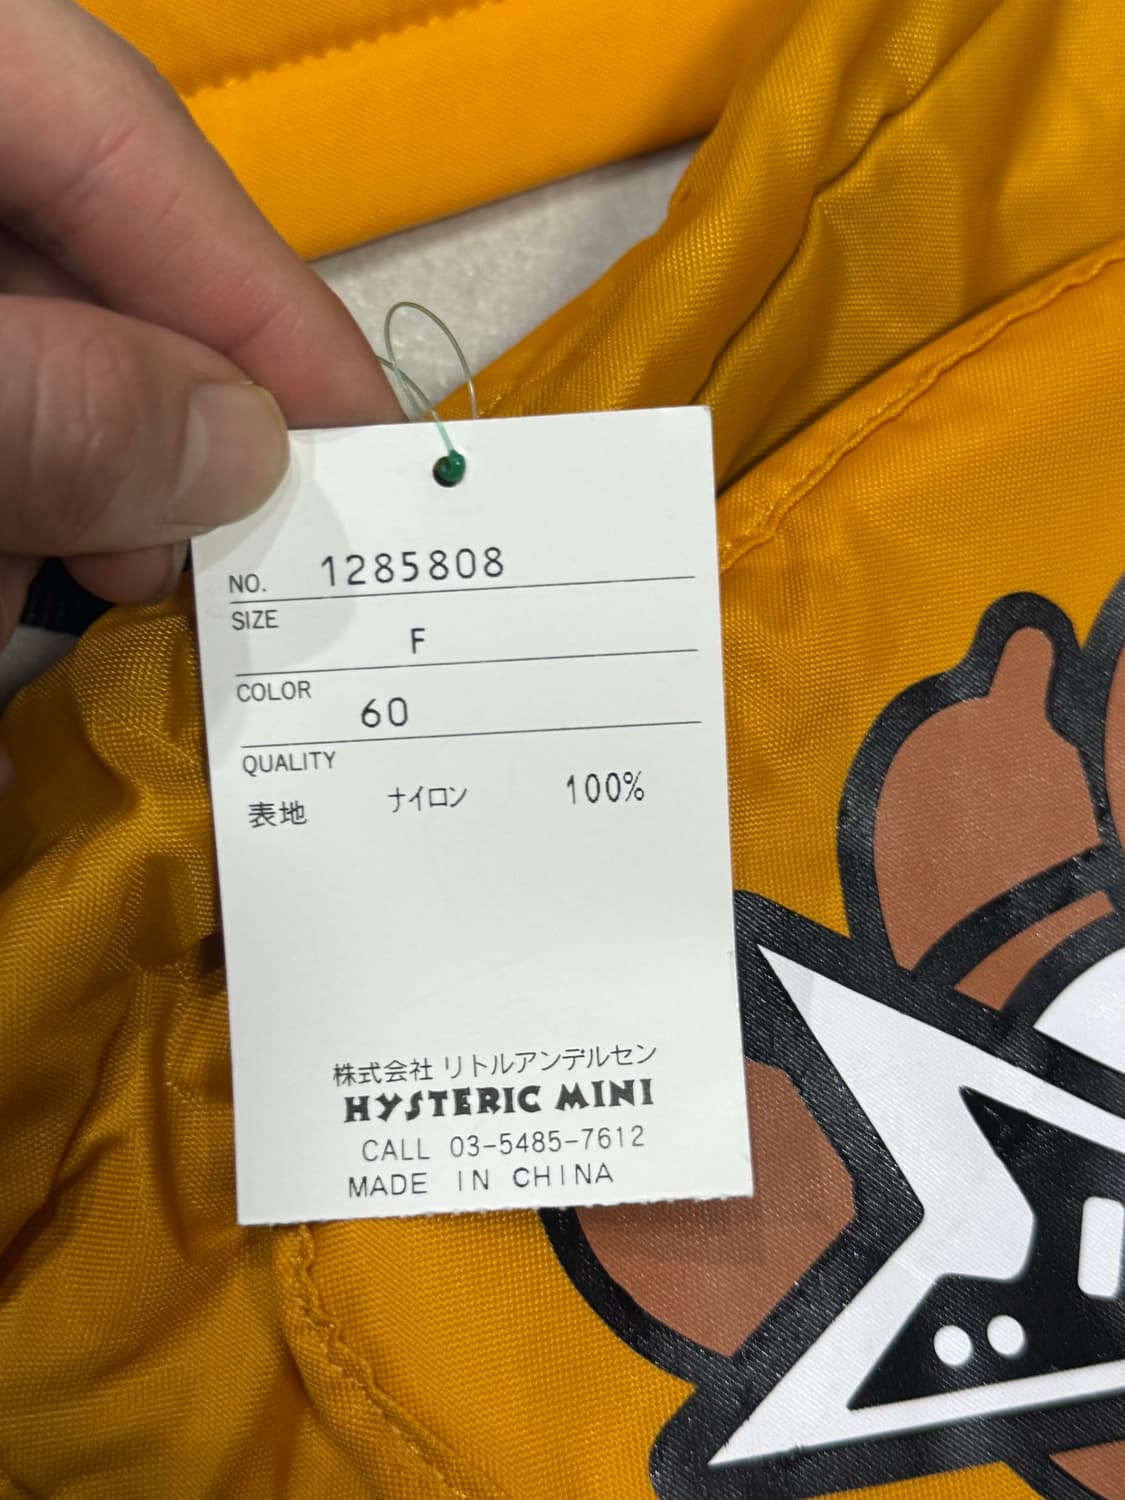 NO. 1285808
SIZE F
COLOR 60
QUALITY
表地 ナイロン 100%
株式会社 リトルアンデルセン
HYSTERIC MINI
CALL 03-5485-7612
MADE IN CHINA